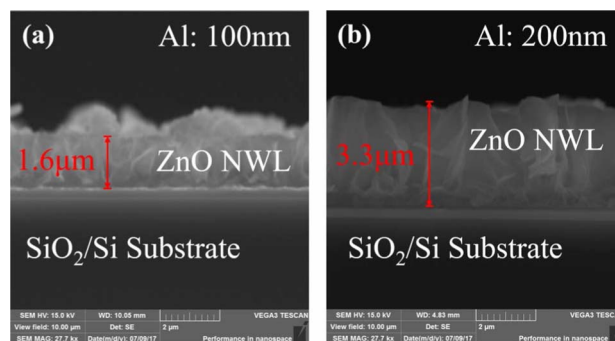 (a) Al: 100nm
1.6μm
ZnO NWL
SiO2/Si Substrate
SEM HV: 15.0 kV WD: 10.05 mm VEGA3 TESCAN
View field: 10.00 μm Det: SE 2 μm
SEM MAG: 27.7 kx Date(m/d/y): 07/09/17 Performance in nanospace
(b) Al: 200nm
ZnO NWL
3.3μm
SiO2/Si Substrate
SEM HV: 15.0 kV WD: 4.83 mm VEGA3 TESCAN
View field: 10.00 μm Det: SE 2 μm
SEM MAG: 27.7 kx Date(m/d/y): 07/09/17 Performance in nanospace